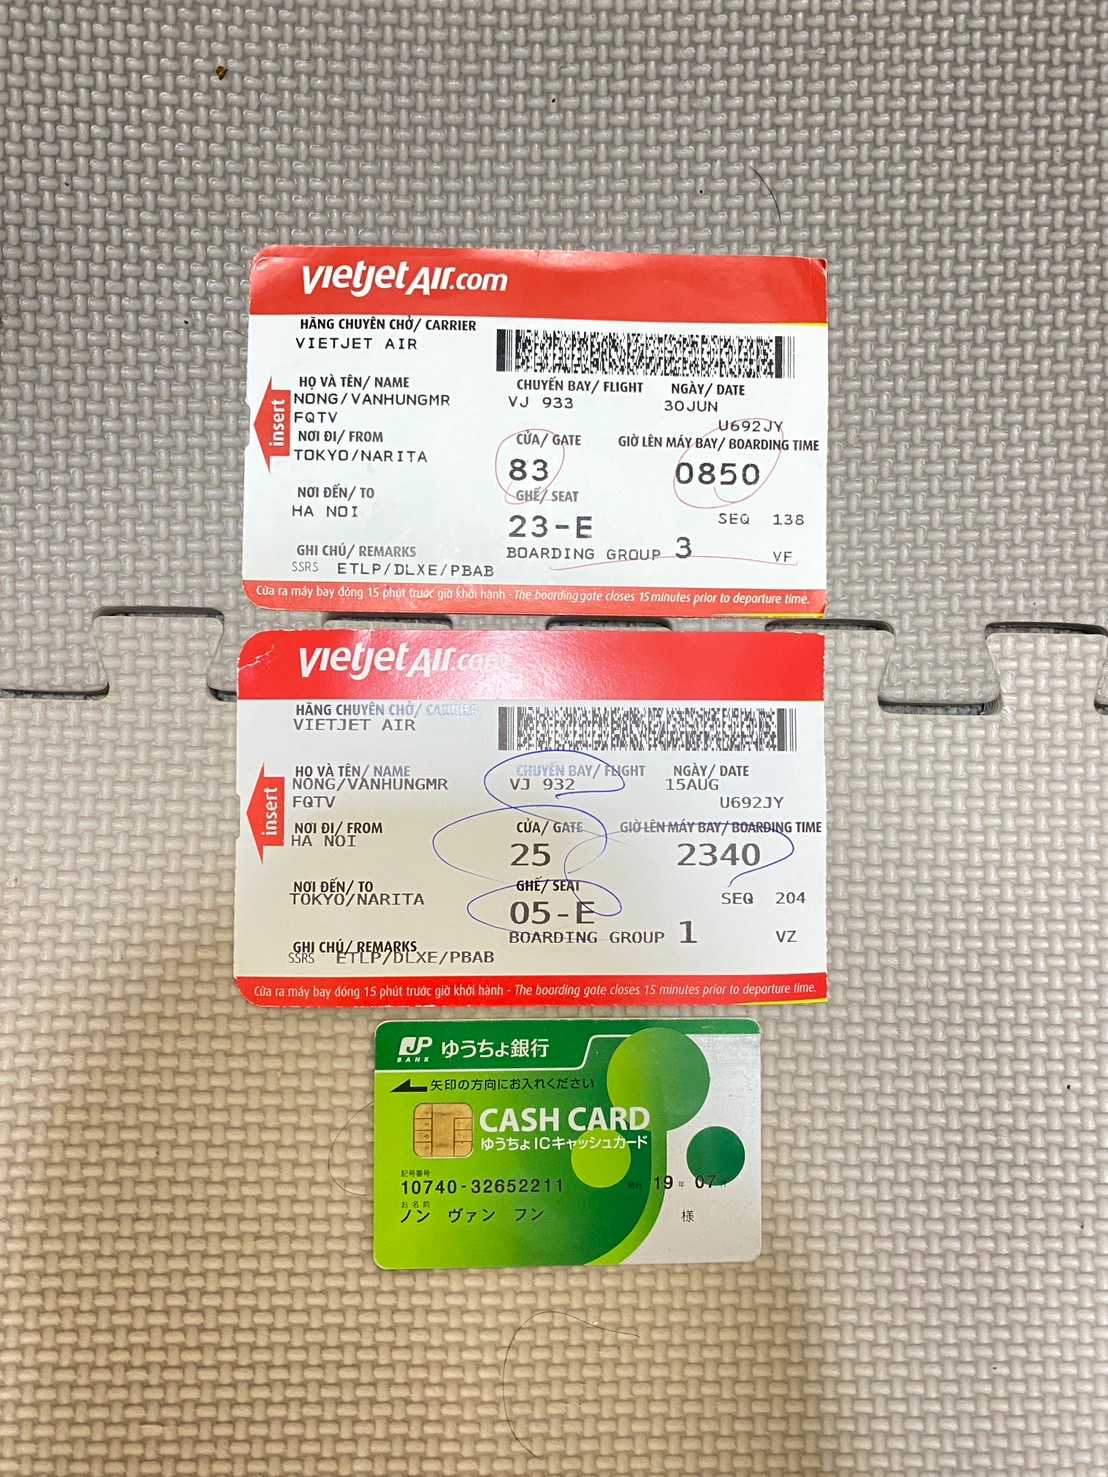 vietjetAir.com
HÃNG CHUYÊN CHỞ/ CARRIER
VIETJET AIR
HỌ VÀ TÊN/ NAME
NONG/VANHUNGMR
FQTV
CHUYẾN BAY/ FLIGHT
VJ 933
NGÀY/ DATE
30JUN
U692JY
insert
NƠI ĐI/ FROM
TOKYO/NARITA
CỬA/ GATE
83
GIỜ LÊN MÁY BAY/ BOARDING TIME
0850
NƠI ĐẾN/ TO
HA NOI
GHẾ/ SEAT
23-E
SEQ 138
BOARDING GROUP 3
VF
GHI CHÚ/ REMARKS
SSRS ETLP/DLXE/PBAB
Cửa ra máy bay đóng 15 phút trước giờ khởi hành - The boarding gate closes 15 minutes prior to departure time.
vietjetAir.com
HÃNG CHUYÊN CHỞ/ CARRIER
VIETJET AIR
HỌ VÀ TÊN/ NAME
NONG/VANHUNGMR
FQTV
CHUYẾN BAY/ FLIGHT
VJ 932
NGÀY/ DATE
15AUG
U692JY
insert
NƠI ĐI/ FROM
HA NOI
CỬA/ GATE
25
GIỜ LÊN MÁY BAY/ BOARDING TIME
2340
NƠI ĐẾN/ TO
TOKYO/NARITA
GHẾ/ SEAT
05-E
SEQ 204
BOARDING GROUP 1
VZ
GHI CHÚ/ REMARKS
SSRS ETLP/DLXE/PBAB
Cửa ra máy bay đóng 15 phút trước giờ khởi hành - The boarding gate closes 15 minutes prior to departure time.
JP BANK ゆうちょ銀行
矢印の方向にお入れください
CASH CARD
ゆうちょICキャッシュカード
記号番号
10740-32652211
発行 19年 07月
お名前
ノン ヴァン フン 様